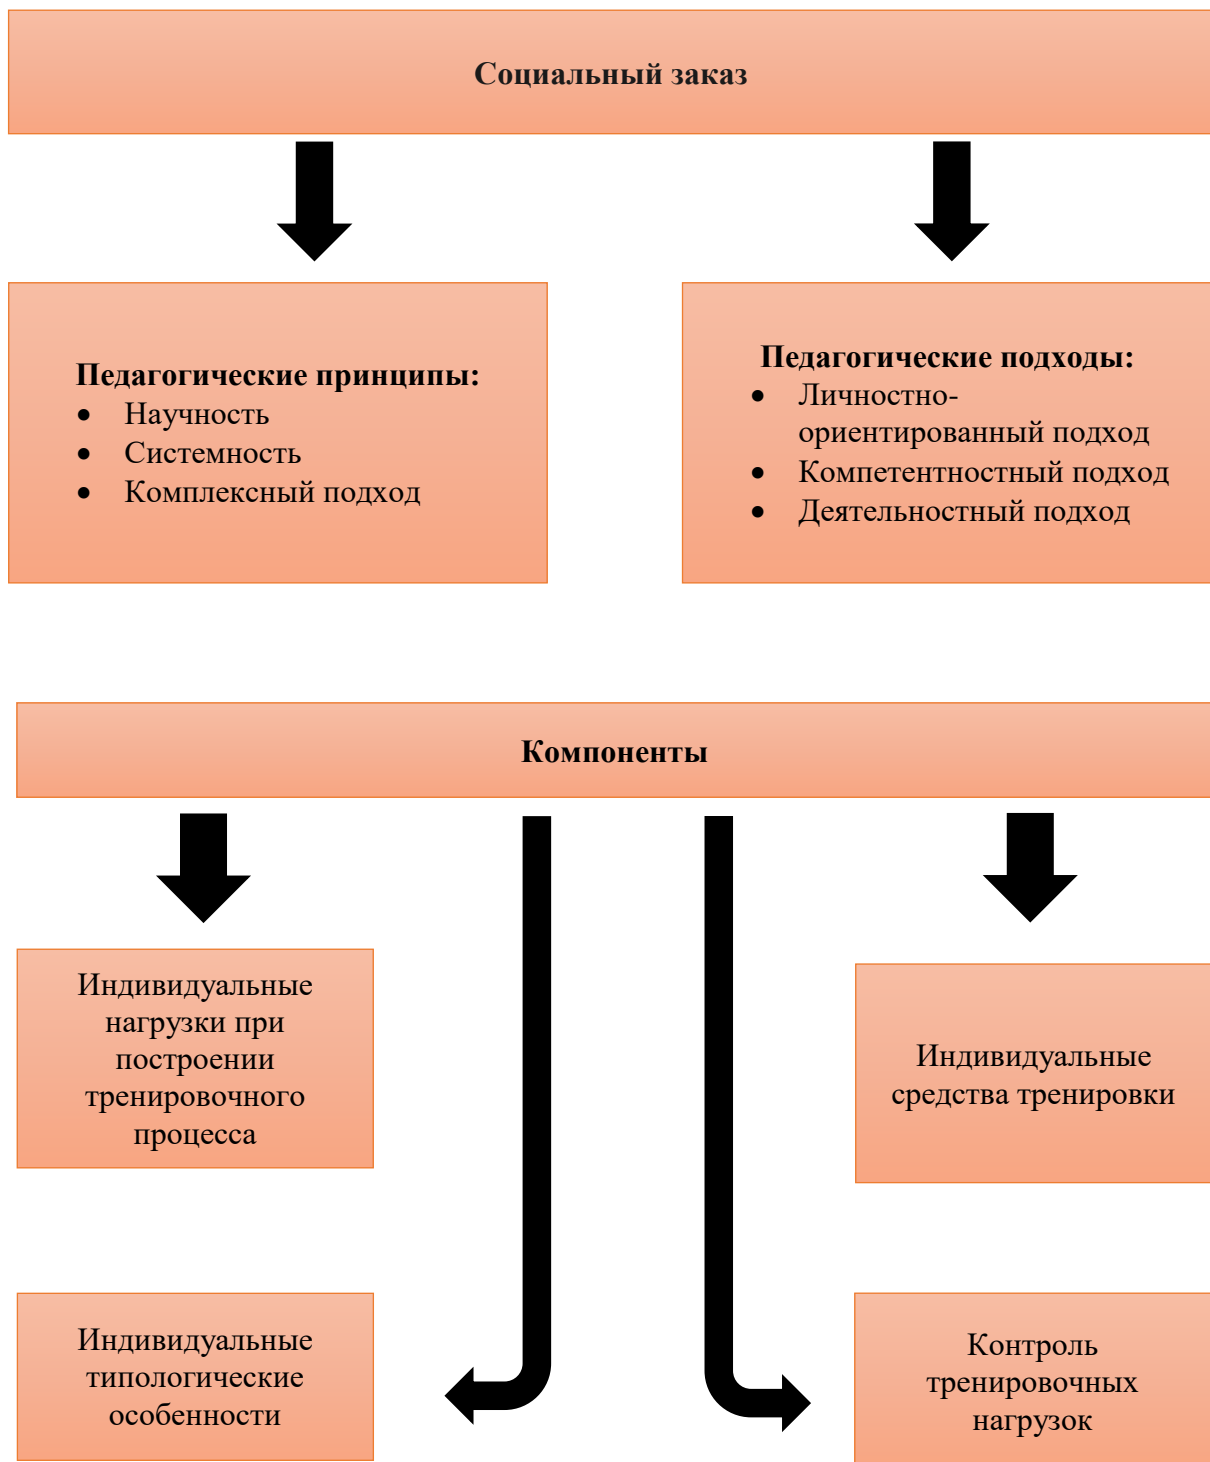 Социальный заказ
Педагогические принципы:
• Научность
• Системность
• Комплексный подход
Педагогические подходы:
• Личностно-
ориентированный подход
• Компетентностный подход
• Деятельностный подход
Компоненты
Индивидуальные
нагрузки при
построении
тренировочного
процесса
Индивидуальные
средства тренировки
Индивидуальные
типологические
особенности
Контроль
тренировочных
нагрузок